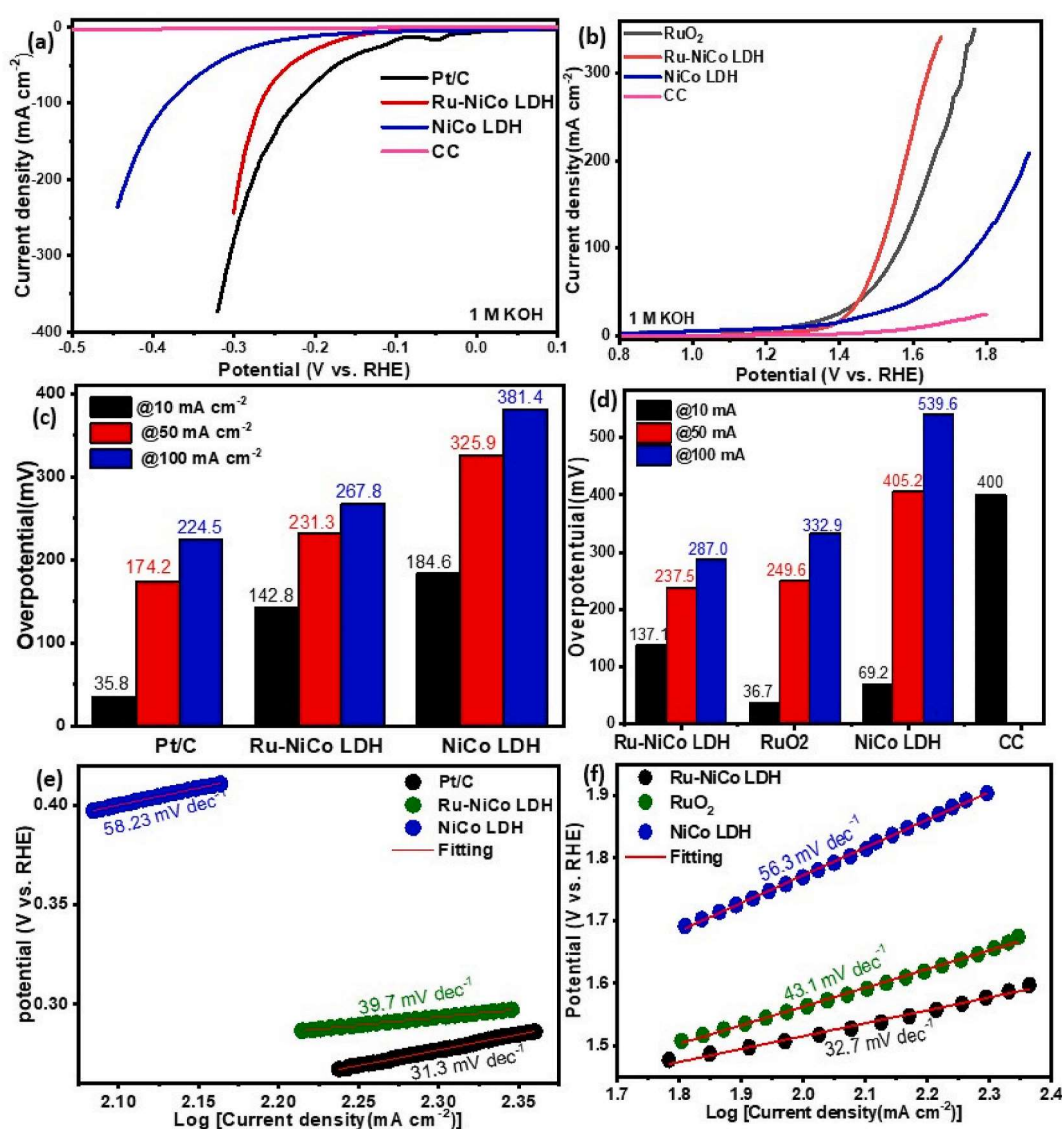 (a)
0
-100
-200
-300
-400
-0.5
-0.4
-0.3
-0.2
-0.1
0.0
0.1
Current density (mA cm⁻²)
Potential (V vs. RHE)
Pt/C
Ru-NiCo LDH
NiCo LDH
CC
1 M KOH
(b)
300
200
100
0
0.8
1.0
1.2
1.4
1.6
1.8
Current density(mA cm⁻²)
Potential (V vs. RHE)
RuO₂
Ru-NiCo LDH
NiCo LDH
CC
1 M KOH
(c)
400
300
200
100
0
Overpotential(mV)
@10 mA cm⁻²
@50 mA cm⁻²
@100 mA cm⁻²
35.8
174.2
224.5
142.8
231.3
267.8
184.6
325.9
381.4
Pt/C
Ru-NiCo LDH
NiCo LDH
(d)
500
400
300
200
100
0
Overpotentuial(mV)
@10 mA
@50 mA
@100 mA
137.1
237.5
287.0
36.7
249.6
332.9
69.2
405.2
539.6
400
Ru-NiCo LDH
RuO2
NiCo LDH
CC
(e)
0.40
0.35
0.30
2.10
2.15
2.20
2.25
2.30
2.35
potential (V vs. RHE)
Log [Current density(mA cm⁻²)]
Pt/C
Ru-NiCo LDH
NiCo LDH
Fitting
58.23 mV dec⁻¹
39.7 mV dec⁻¹
31.3 mV dec⁻¹
(f)
1.9
1.8
1.7
1.6
1.5
1.4
1.7
1.8
1.9
2.0
2.1
2.2
2.3
2.4
Potential (V vs. RHE)
Log [Current density(mA cm⁻²)]
Ru-NiCo LDH
RuO₂
NiCo LDH
Fitting
56.3 mV dec⁻¹
43.1 mV dec⁻¹
32.7 mV dec⁻¹